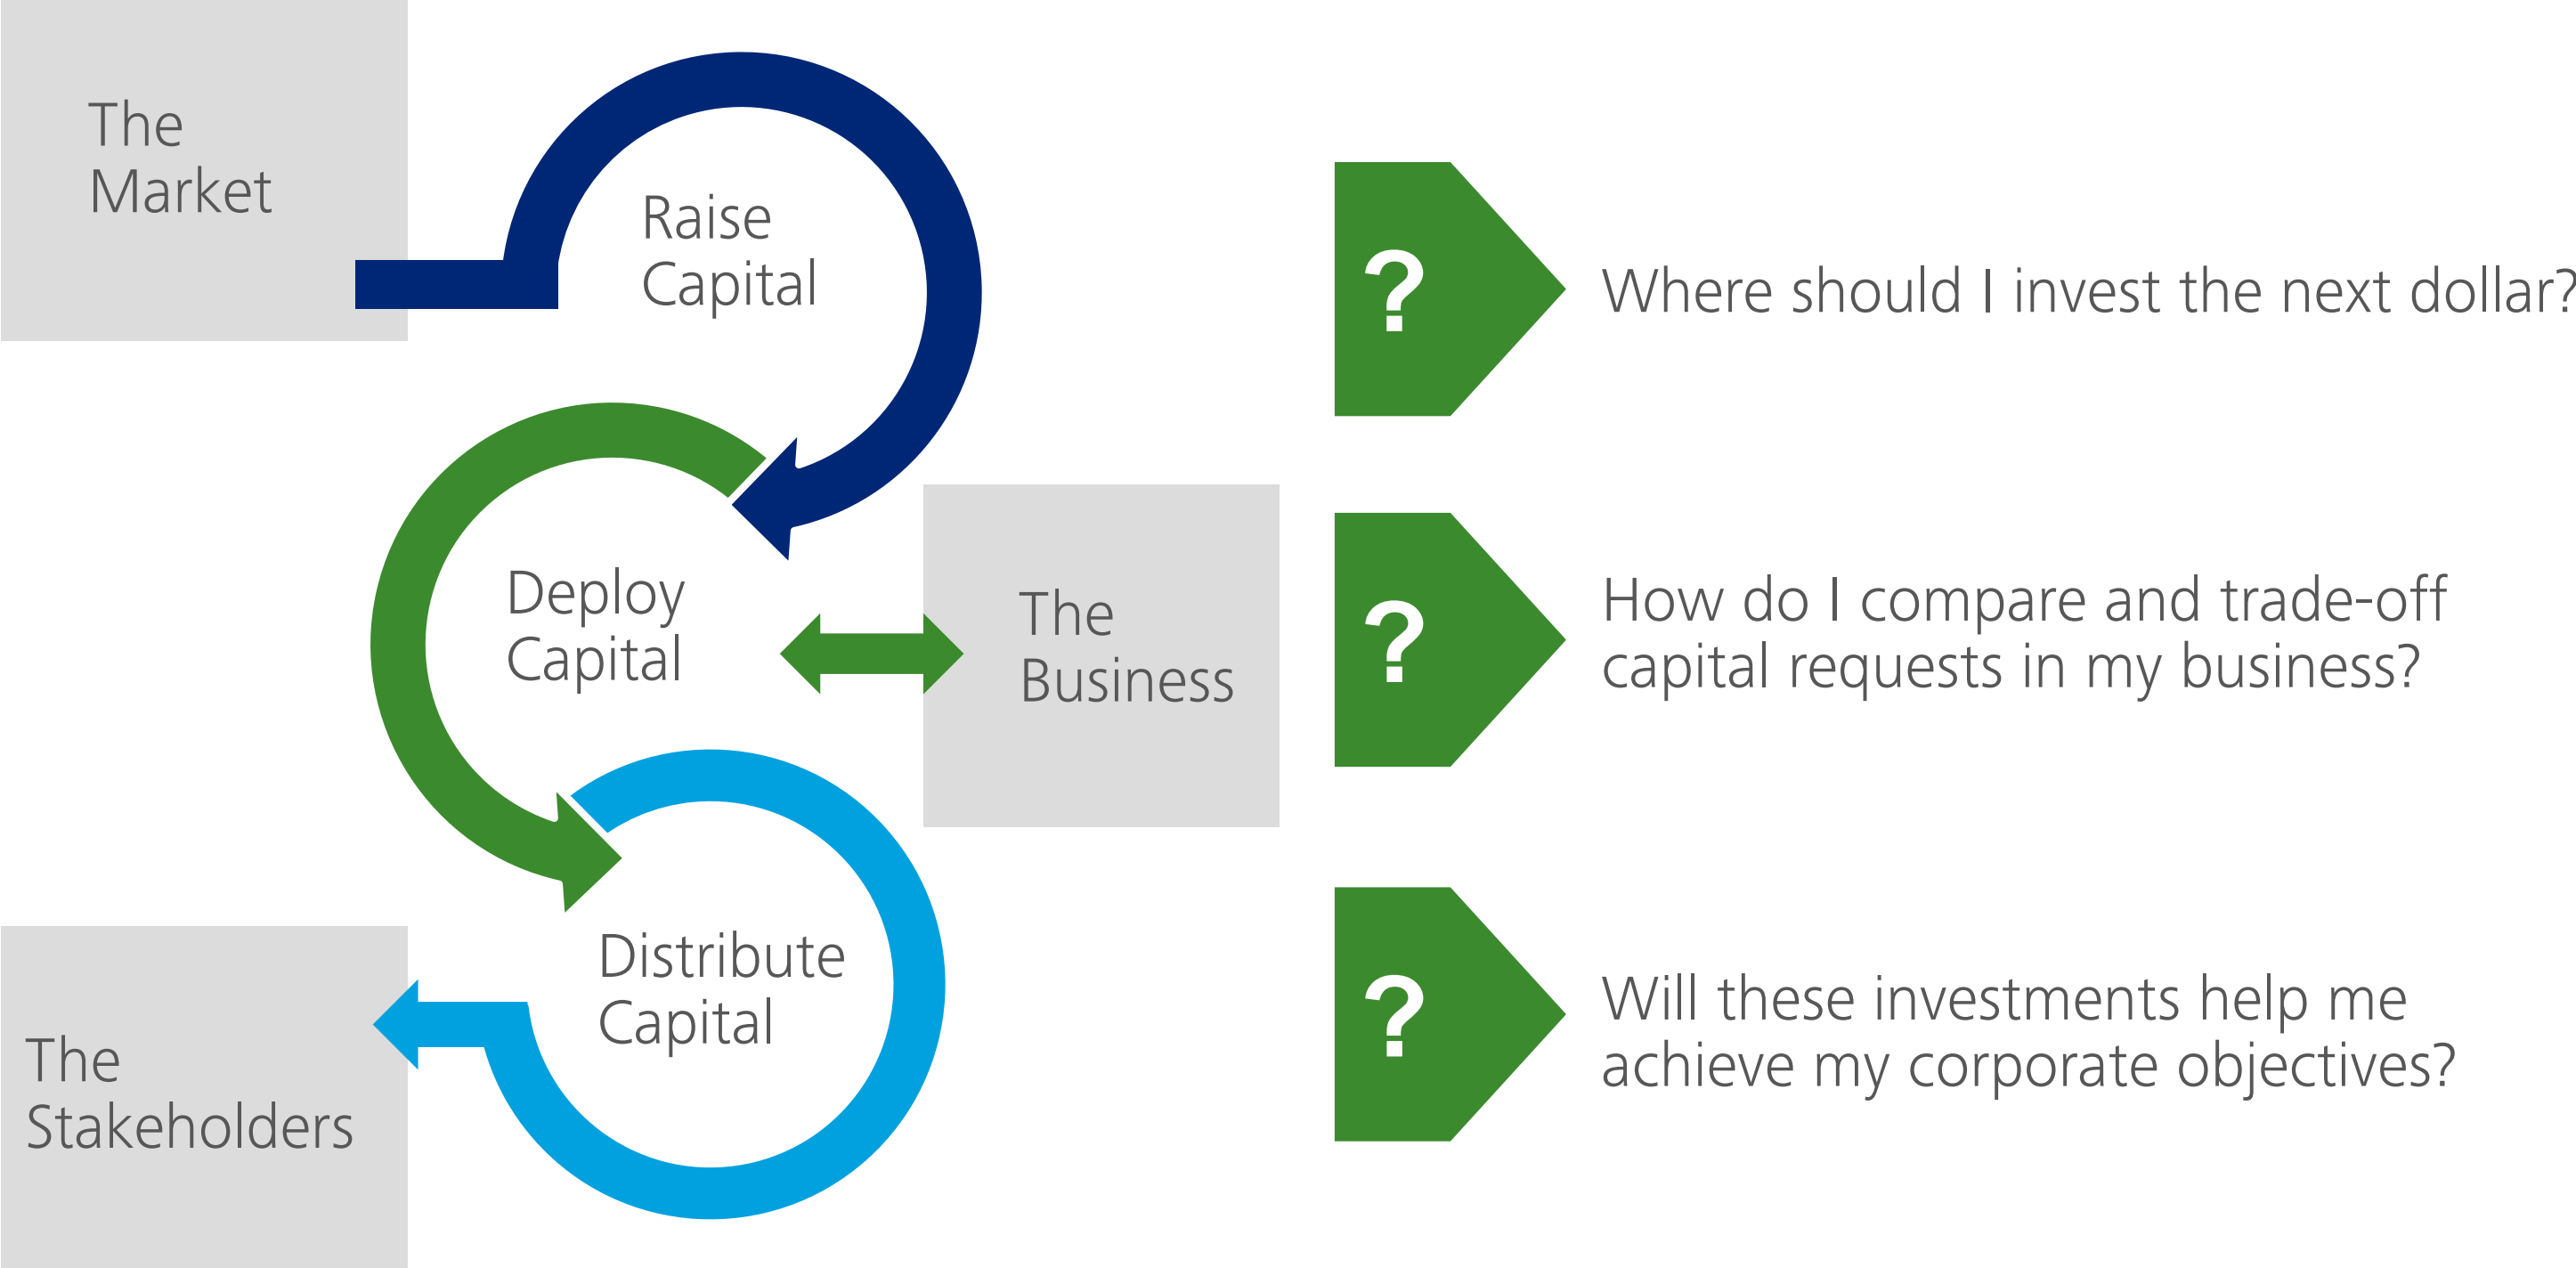 The
Market
Raise
Capital
Deploy
Capital
The
Business
Distribute
Capital
The
Stakeholders
?
Where should I invest the next dollar?
?
How do I compare and trade-off
capital requests in my business?
?
Will these investments help me
achieve my corporate objectives?